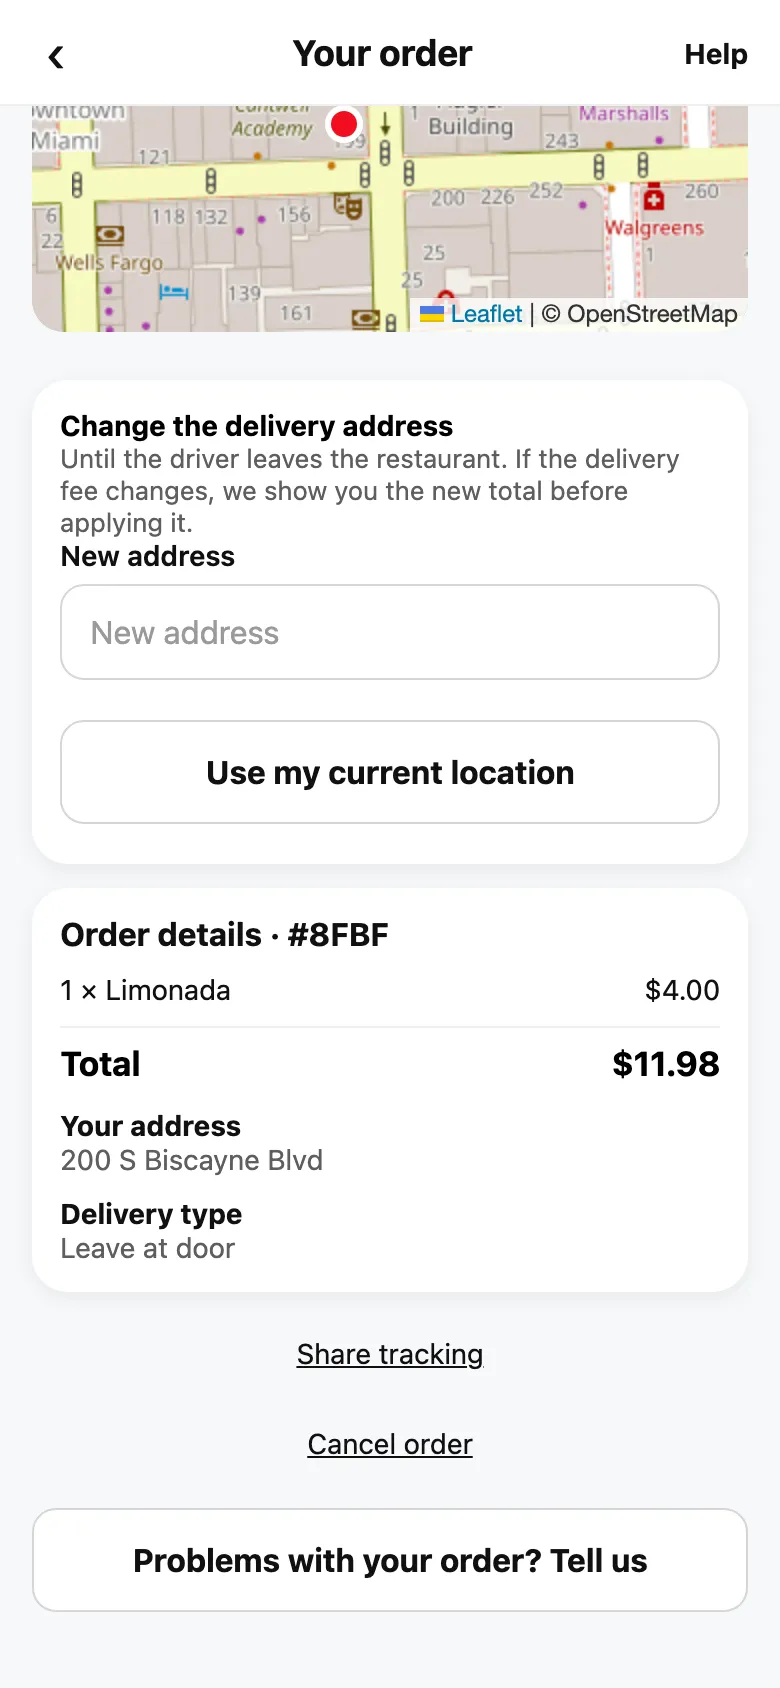 ‹
Your order
Help
wntown
Miami
Academy
Building
Marshalls
121
243
118 132
156
200 226 252
260
6
22
Wells Fargo
Walgreens
25
1
25
139
161
Leaflet | © OpenStreetMap
Change the delivery address
Until the driver leaves the restaurant. If the delivery
fee changes, we show you the new total before
applying it.
New address
New address
Use my current location
Order details · #8FBF
1 × Limonada
$4.00
Total
$11.98
Your address
200 S Biscayne Blvd
Delivery type
Leave at door
Share tracking
Cancel order
Problems with your order? Tell us